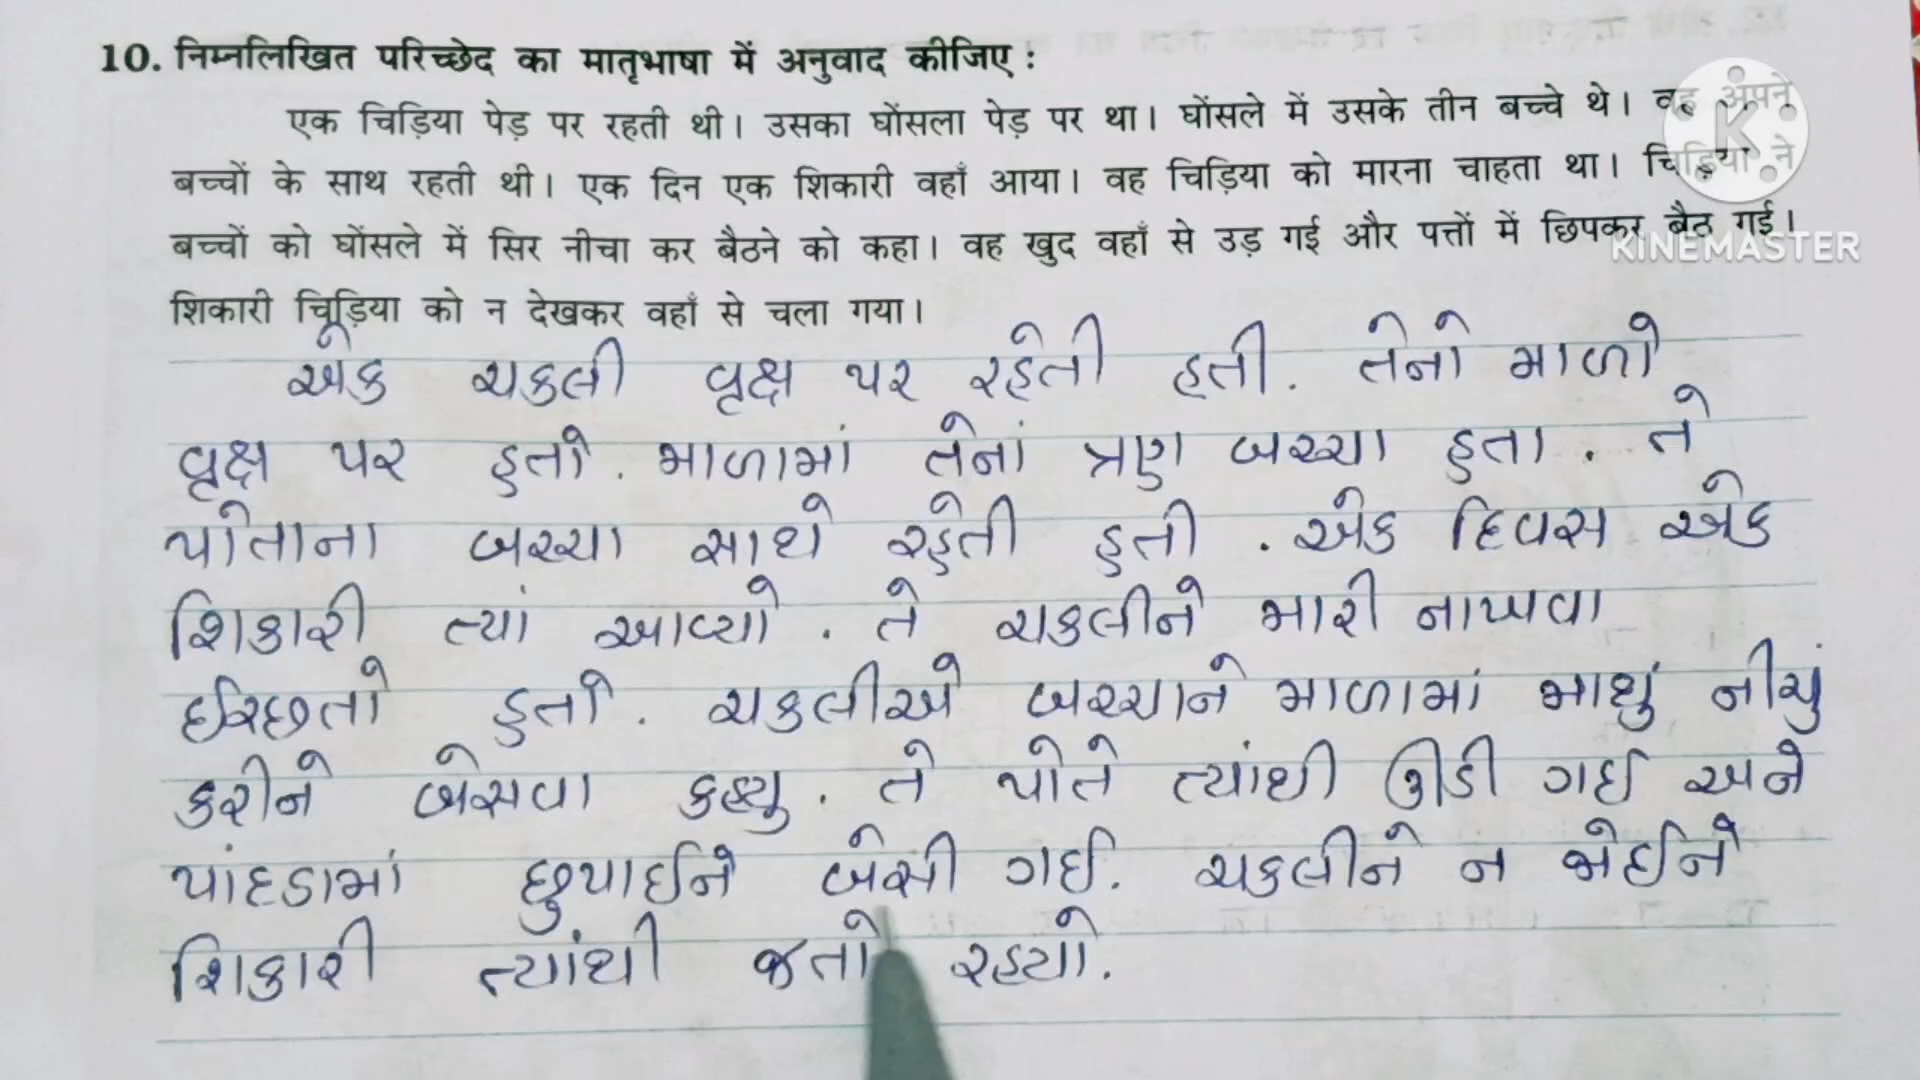 10. निम्नलिखित परिच्छेद का मातृभाषा में अनुवाद कीजिए :
एक चिड़िया पेड़ पर रहती थी। उसका घोंसला पेड़ पर था। घोंसले में उसके तीन बच्चे थे। वह अपने
बच्चों के साथ रहती थी। एक दिन एक शिकारी वहाँ आया। वह चिड़िया को मारना चाहता था। चिड़िया ने
बच्चों को घोंसले में सिर नीचा कर बैठने को कहा। वह खुद वहाँ से उड़ गई और पत्तों में छिपकर बैठ गई।
KINEMASTER
शिकारी चिड़िया को न देखकर वहाँ से चला गया।
એક ચકલી વૃક્ષ પર રહેતી હતી. તેનો માળો
વૃક્ષ પર હતો. માળામાં તેનાં ત્રણ બચ્ચા હતા. તે
પોતાના બચ્ચા સાથે રહેતી હતી. એક દિવસ એક
શિકારી ત્યાં આવ્યો. તે ચકલીને મારી નાખવા
ઈચ્છતો હતો. ચકલીએ બચ્ચાને માળામાં માથું નીચું
કરીને બેસવા કહ્યુ. તે પોતે ત્યાંથી ઊડી ગઈ અને
પાંદડામાં છુપાઈને બેસી ગઈ. ચકલીને ન જોઈને
શિકારી ત્યાંથી જતો રહ્યો.